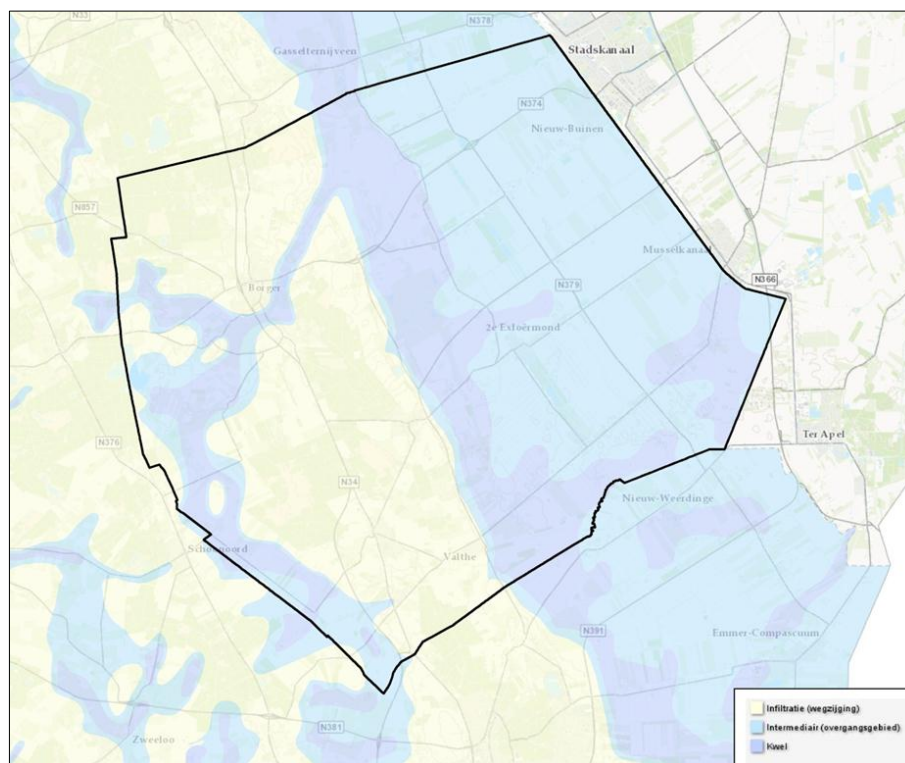 N33
N378
Gasselternijveen
Stadskanaal
N374
Nieuw-Buinen
N857
Musselkanaal
N366
Borger
N379
2e Exloërmond
N376
Ter Apel
N34
Nieuw-Weerdinge
Schoonoord
Valthe
N391
Emmer-Compascuum
N381
Zweeloo
Infiltratie (wegzijging)
Intermediair (overgangsgebied)
Kwel